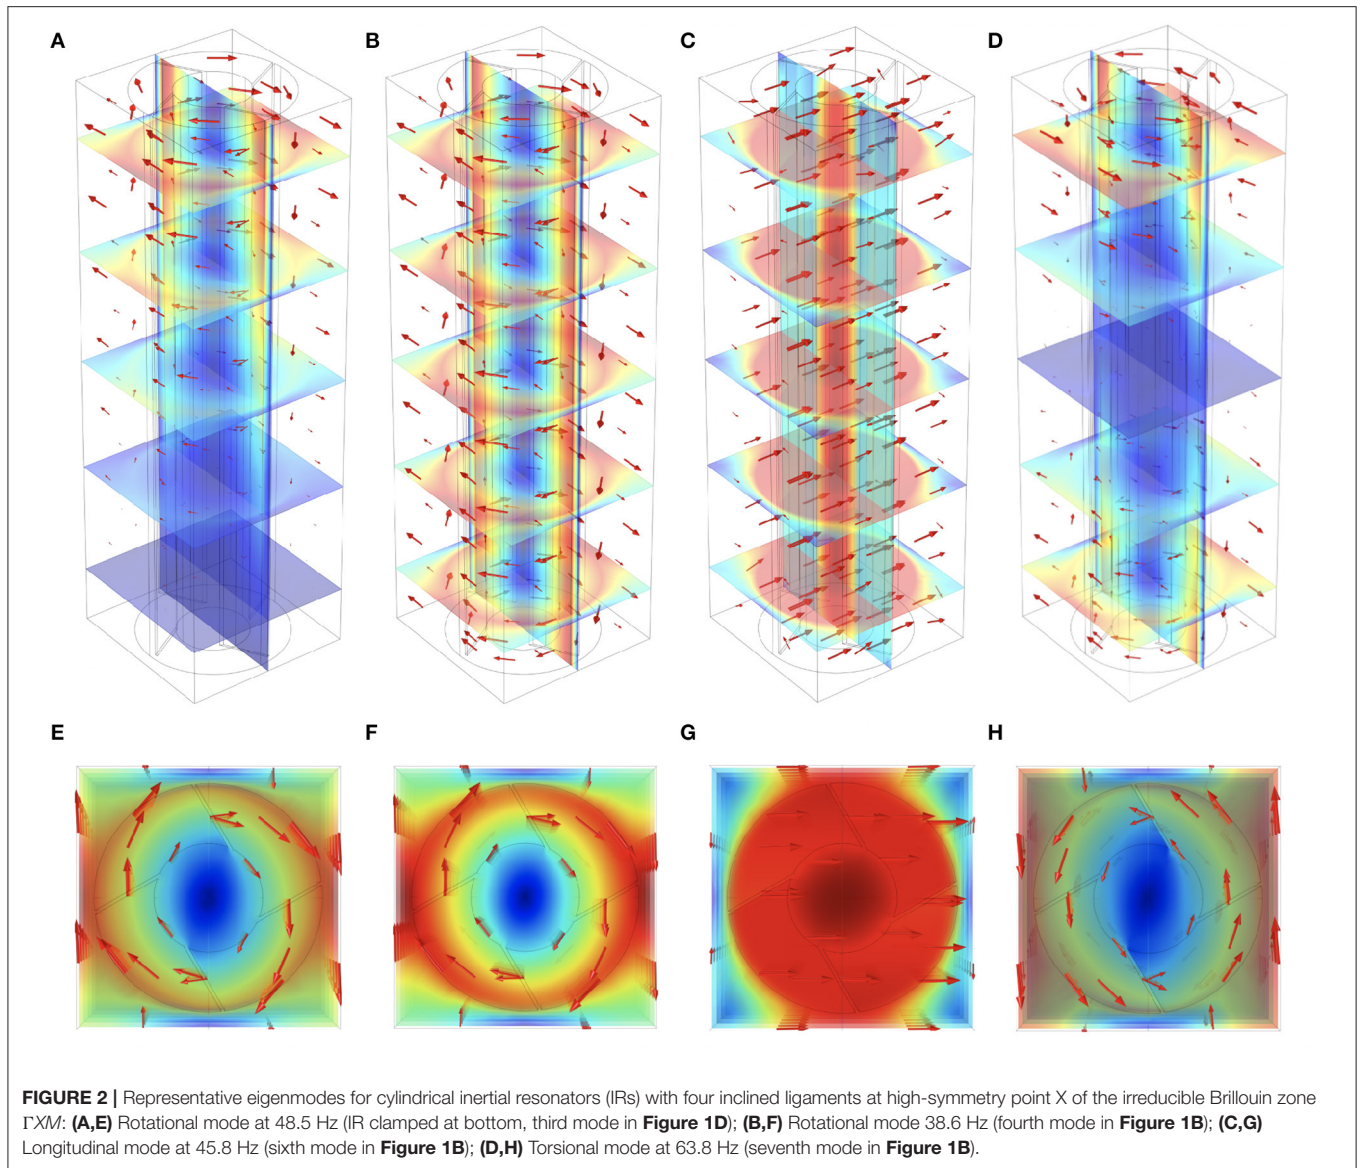 A
B
C
D
E
F
G
H
FIGURE 2 | Representative eigenmodes for cylindrical inertial resonators (IRs) with four inclined ligaments at high-symmetry point X of the irreducible Brillouin zone
ΓXM: (A,E) Rotational mode at 48.5 Hz (IR clamped at bottom, third mode in Figure 1D); (B,F) Rotational mode 38.6 Hz (fourth mode in Figure 1B); (C,G)
Longitudinal mode at 45.8 Hz (sixth mode in Figure 1B); (D,H) Torsional mode at 63.8 Hz (seventh mode in Figure 1B).